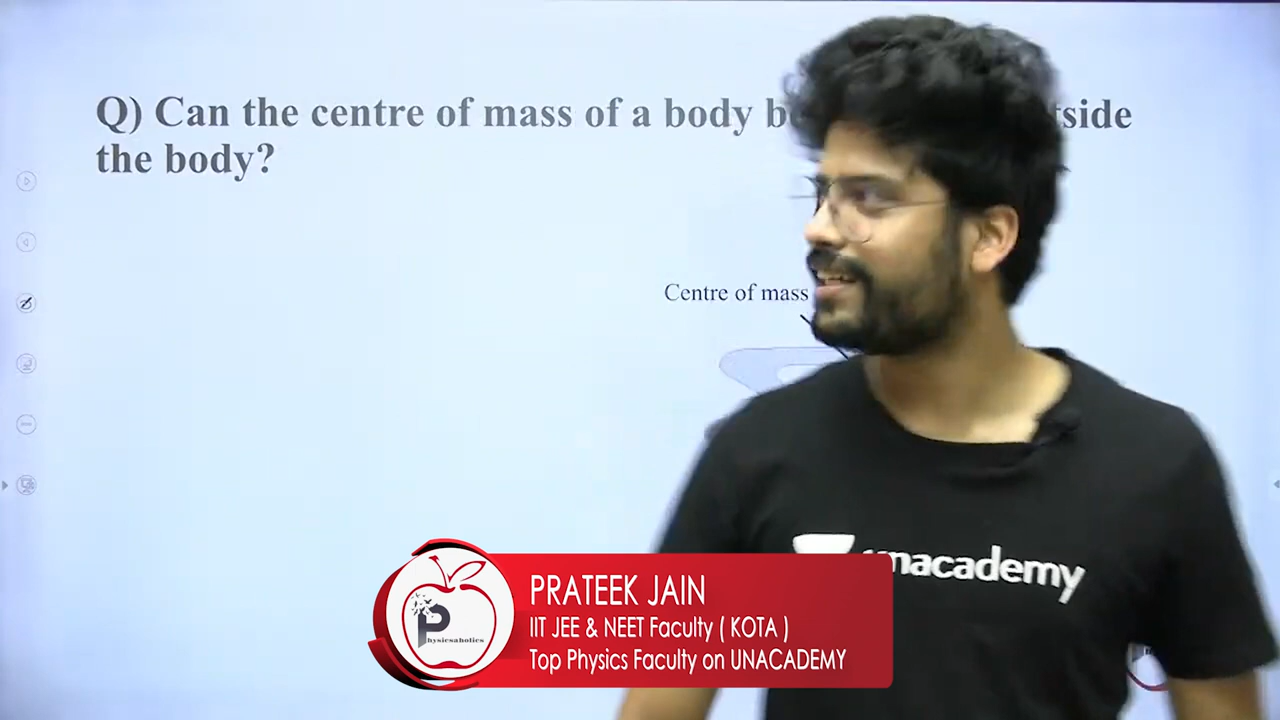 Q) Can the centre of mass of a body be tside
the body?
Centre of mass
unacademy
PRATEEK JAIN
IIT JEE & NEET Faculty ( KOTA )
Top Physics Faculty on UNACADEMY
Physicsaholics